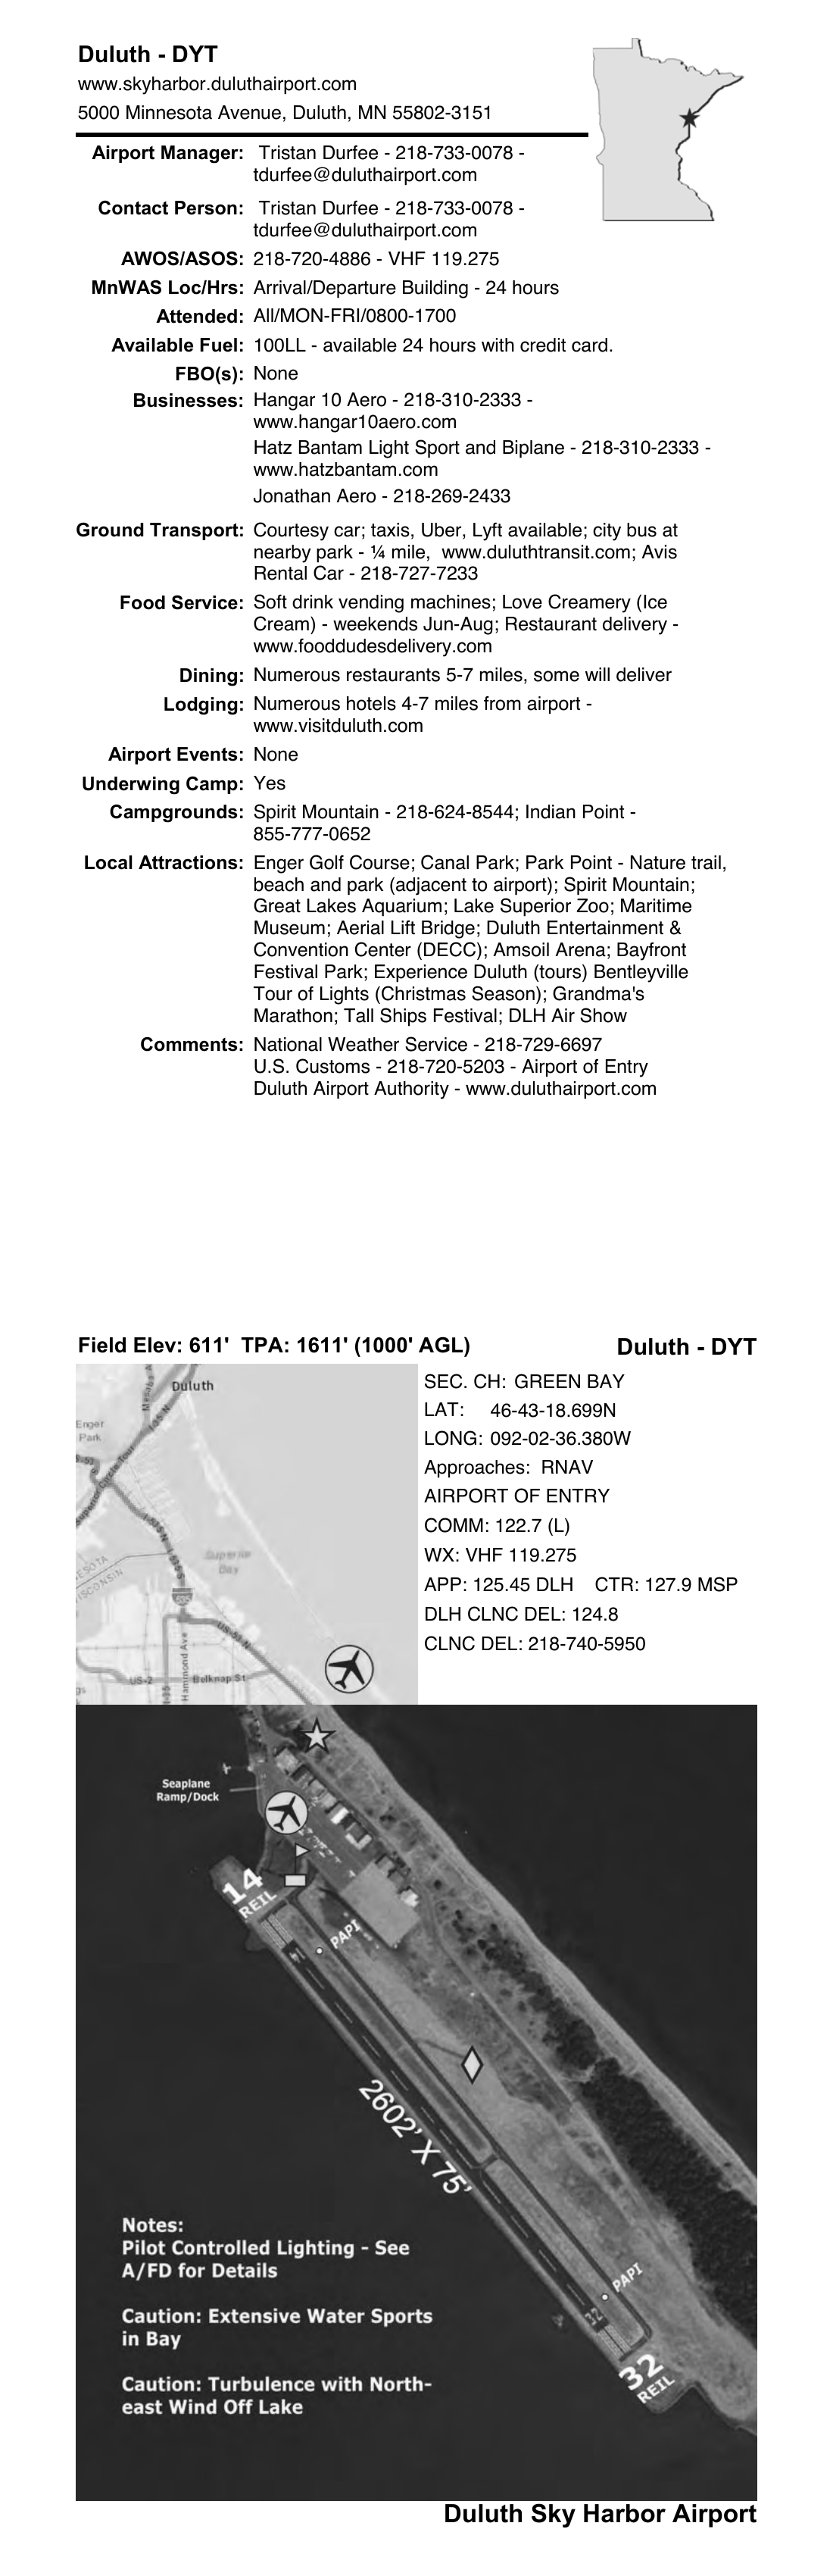 Duluth - DYT
www.skyharbor.duluthairport.com
5000 Minnesota Avenue, Duluth, MN 55802-3151
Airport Manager: Tristan Durfee - 218-733-0078 -
tdurfee@duluthairport.com
Contact Person: Tristan Durfee - 218-733-0078 -
tdurfee@duluthairport.com
AWOS/ASOS: 218-720-4886 - VHF 119.275
MnWAS Loc/Hrs: Arrival/Departure Building - 24 hours
Attended: All/MON-FRI/0800-1700
Available Fuel: 100LL - available 24 hours with credit card.
FBO(s): None
Businesses: Hangar 10 Aero - 218-310-2333 -
www.hangar10aero.com
Hatz Bantam Light Sport and Biplane - 218-310-2333 -
www.hatzbantam.com
Jonathan Aero - 218-269-2433
Ground Transport: Courtesy car; taxis, Uber, Lyft available; city bus at
nearby park - ¼ mile, www.duluthtransit.com; Avis
Rental Car - 218-727-7233
Food Service: Soft drink vending machines; Love Creamery (Ice
Cream) - weekends Jun-Aug; Restaurant delivery -
www.fooddudesdelivery.com
Dining: Numerous restaurants 5-7 miles, some will deliver
Lodging: Numerous hotels 4-7 miles from airport -
www.visitduluth.com
Airport Events: None
Underwing Camp: Yes
Campgrounds: Spirit Mountain - 218-624-8544; Indian Point -
855-777-0652
Local Attractions: Enger Golf Course; Canal Park; Park Point - Nature trail,
beach and park (adjacent to airport); Spirit Mountain;
Great Lakes Aquarium; Lake Superior Zoo; Maritime
Museum; Aerial Lift Bridge; Duluth Entertainment &
Convention Center (DECC); Amsoil Arena; Bayfront
Festival Park; Experience Duluth (tours) Bentleyville
Tour of Lights (Christmas Season); Grandma's
Marathon; Tall Ships Festival; DLH Air Show
Comments: National Weather Service - 218-729-6697
U.S. Customs - 218-720-5203 - Airport of Entry
Duluth Airport Authority - www.duluthairport.com
Field Elev: 611' TPA: 1611' (1000' AGL)
Duluth - DYT
Duluth
I-35 N
Enger
Park
Superior
Bay
Hammond Ave
US-53 N
US-2
Belknap St
SEC. CH: GREEN BAY
LAT: 46-43-18.699N
LONG: 092-02-36.380W
Approaches: RNAV
AIRPORT OF ENTRY
COMM: 122.7 (L)
WX: VHF 119.275
APP: 125.45 DLH CTR: 127.9 MSP
DLH CLNC DEL: 124.8
CLNC DEL: 218-740-5950
Seaplane
Ramp/Dock
14
REIL
PAPI
2602' X 75'
PAPI
32
32
REIL
Notes:
Pilot Controlled Lighting - See
A/FD for Details
Caution: Extensive Water Sports
in Bay
Caution: Turbulence with North-
east Wind Off Lake
Duluth Sky Harbor Airport